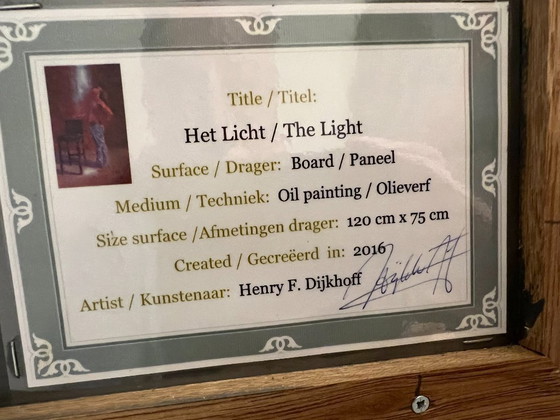 Title / Titel:
Het Licht / The Light
Surface / Drager: Board / Paneel
Medium / Techniek: Oil painting / Olieverf
Size surface /Afmetingen drager: 120 cm x 75 cm
Created / Gecreëerd in: 2016
Artist / Kunstenaar: Henry F. Dijkhoff